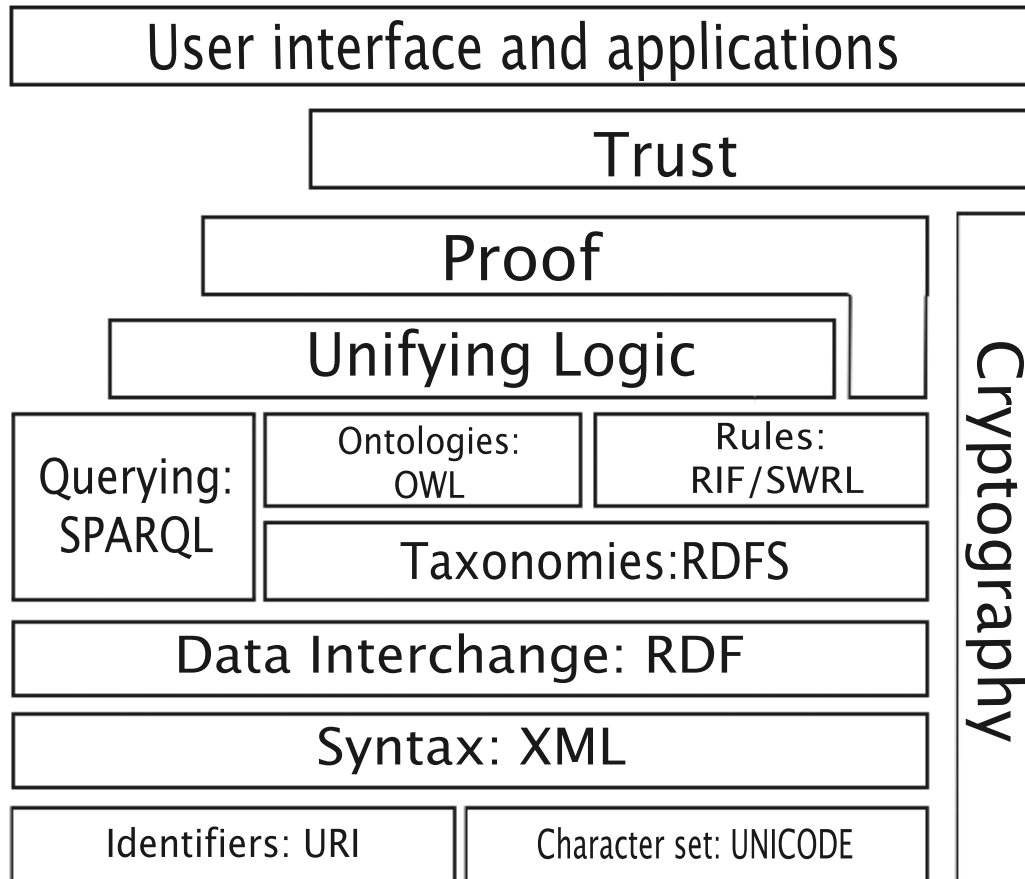 User interface and applications
Trust
Proof
Unifying Logic
Querying:
SPARQL
Ontologies:
OWL
Rules:
RIF/SWRL
Taxonomies:RDFS
Data Interchange: RDF
Syntax: XML
Identifiers: URI
Character set: UNICODE
Cryptography